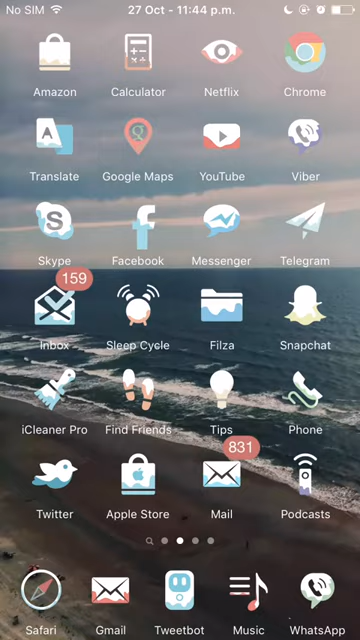 No SIM 27 Oct - 11:44 p.m.
Amazon Calculator Netflix Chrome
A
Translate Google Maps YouTube Viber
S
Skype Facebook Messenger Telegram
159
Inbox Sleep Cycle Filza Snapchat
iCleaner Pro Find Friends Tips Phone
831
Twitter Apple Store Mail Podcasts
Safari Gmail Tweetbot Music WhatsApp